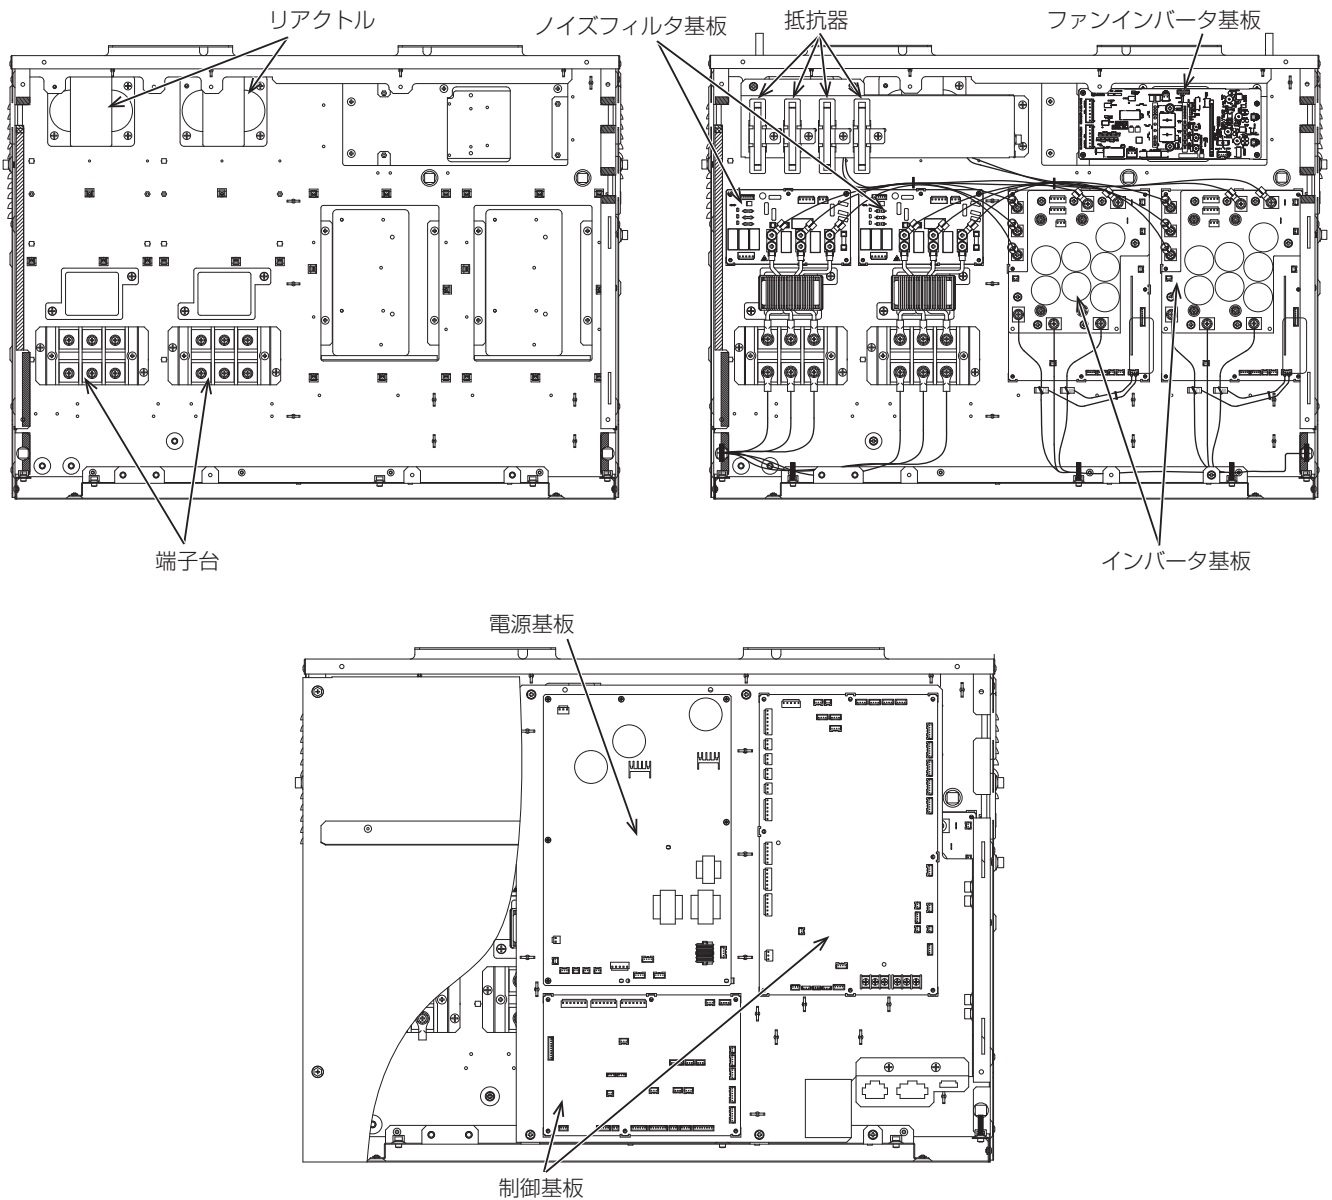 リアクトル
ノイズフィルタ基板
抵抗器
ファンインバータ基板
端子台
インバータ基板
電源基板
制御基板